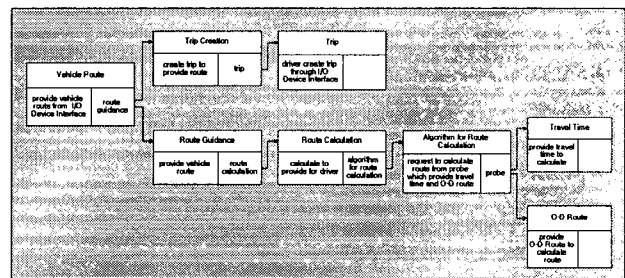 Trip Creation
create trip to
provide route
trip
Trip
driver create trip
through I/O
Device Interface
Vehicle Route
provide vehicle
route from I/O
Device Interface
route
guidance
Route Guidance
provide vehicle
route
route
calculation
Route Calculation
calculate to
provide for driver
algorithm
for route
calculation
Algorithm for Route
Calculation
request to calculate
route from probe
which provide travel
time and O-D route
probe
Travel Time
provide travel
time to
calculate
O-D Route
provide
O-D Route to
calculate
route